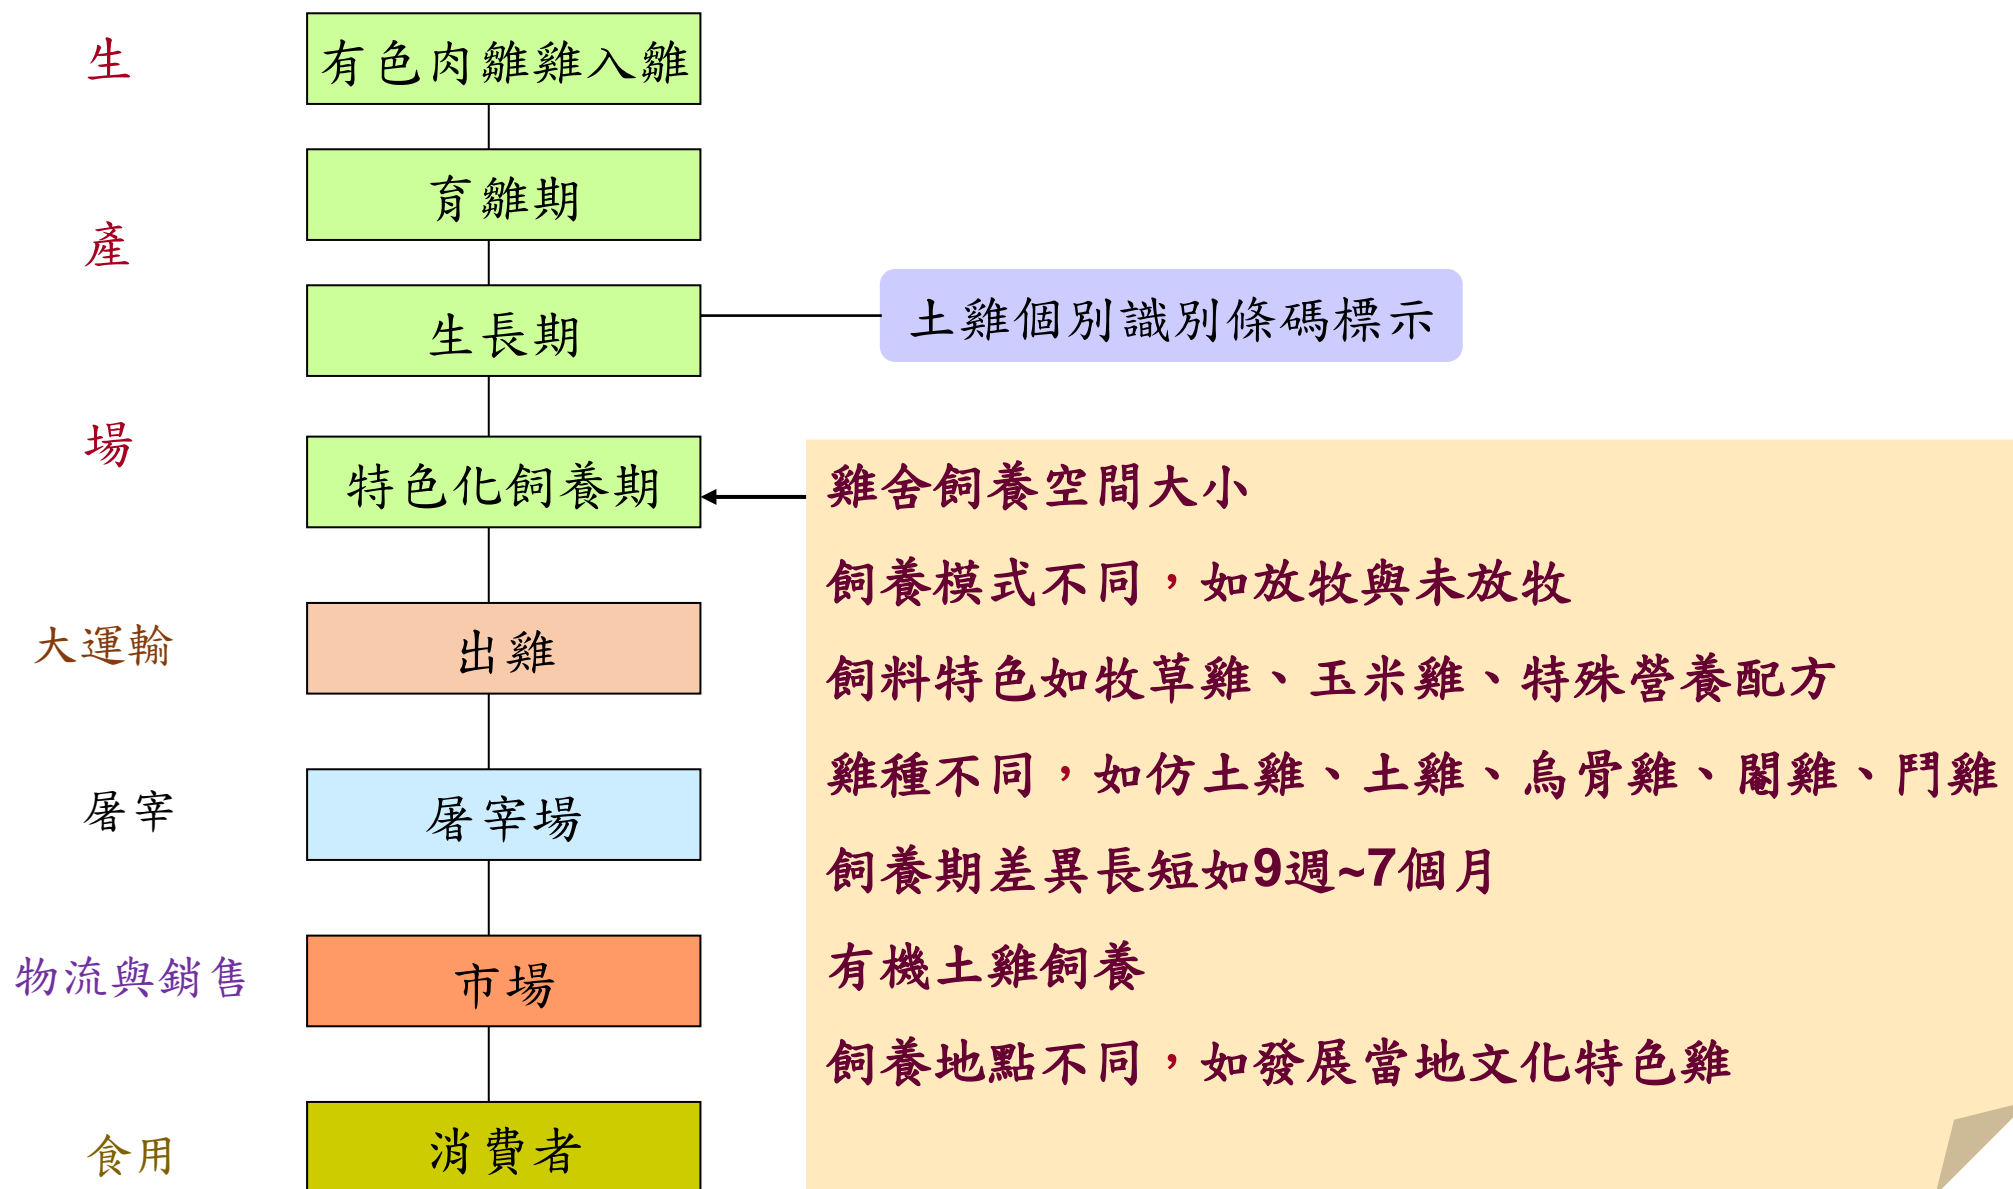 生
有色肉雛雞入雛
育雛期
產
生長期
土雞個別識別條碼標示
場
特色化飼養期
雞舍飼養空間大小
飼養模式不同，如放牧與未放牧
飼料特色如牧草雞、玉米雞、特殊營養配方
雞種不同，如仿土雞、土雞、烏骨雞、閹雞、鬥雞
飼養期差異長短如9週~7個月
有機土雞飼養
飼養地點不同，如發展當地文化特色雞
大運輸
出雞
屠宰
屠宰場
物流與銷售
市場
食用
消費者